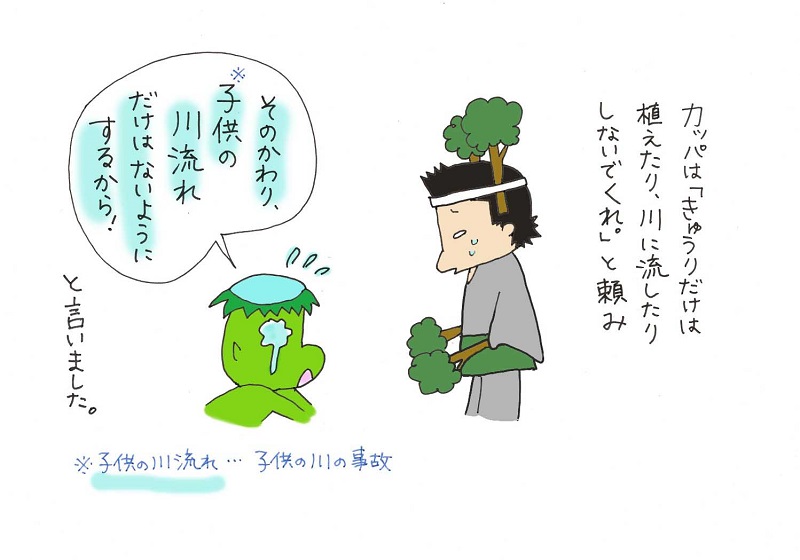 カッパは「きゅうりだけは
植えたり、川に流したり
しないでくれ。」と頼み
そのかわり、
※子供の
川流れ
だけはないように
するから!
と言いました。
※子供の川流れ… 子供の川の事故